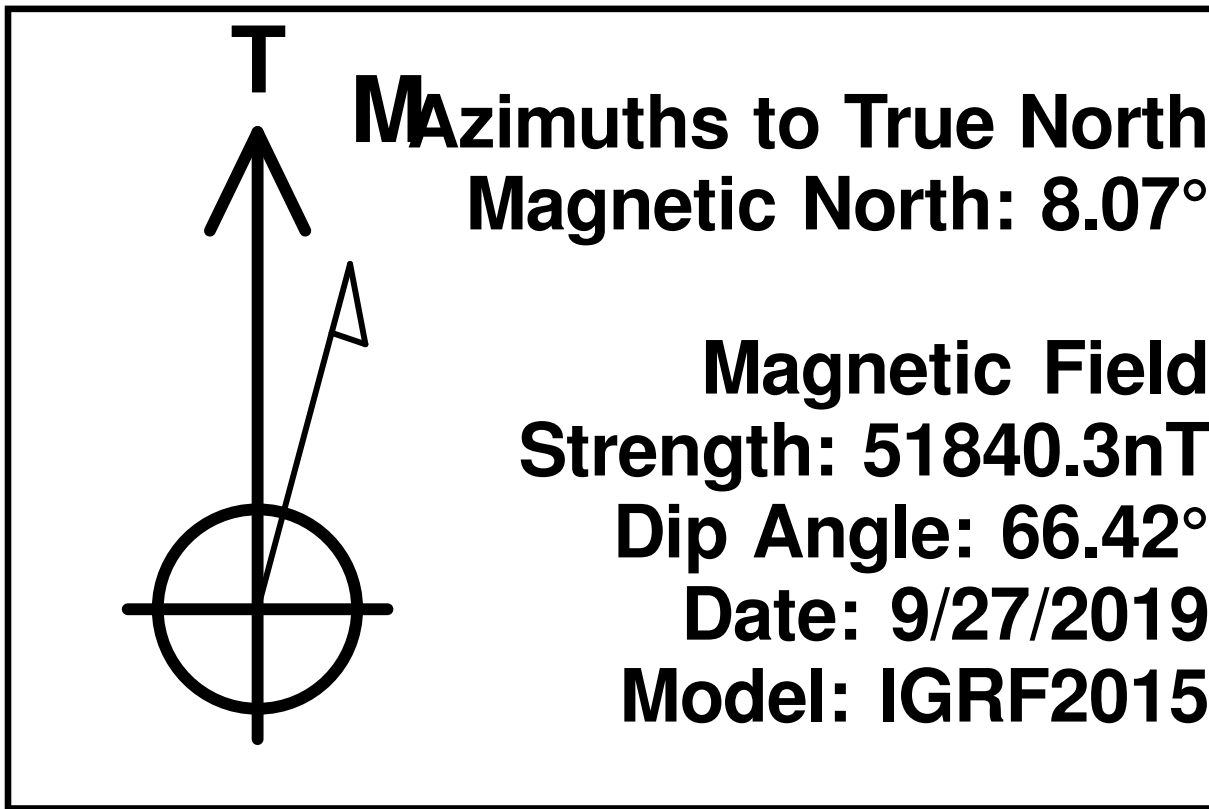 T
M
Azimuths to True North
Magnetic North: 8.07°
Magnetic Field
Strength: 51840.3nT
Dip Angle: 66.42°
Date: 9/27/2019
Model: IGRF2015